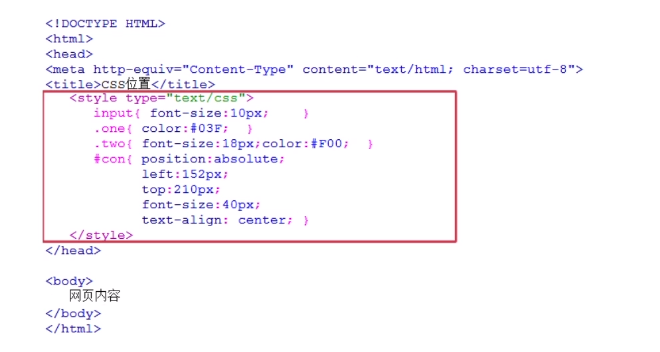 <!DOCTYPE HTML>
<html>
<head>
<meta http-equiv="Content-Type" content="text/html; charset=utf-8">
<title>CSS位置</title>
<style type="text/css">
input{ font-size:10px; }
.one{ color:#03F; }
.two{ font-size:18px;color:#F00; }
#con{ position:absolute;
left:152px;
top:210px;
font-size:40px;
text-align: center; }
</style>
</head>
<body>
网页内容
</body>
</html>